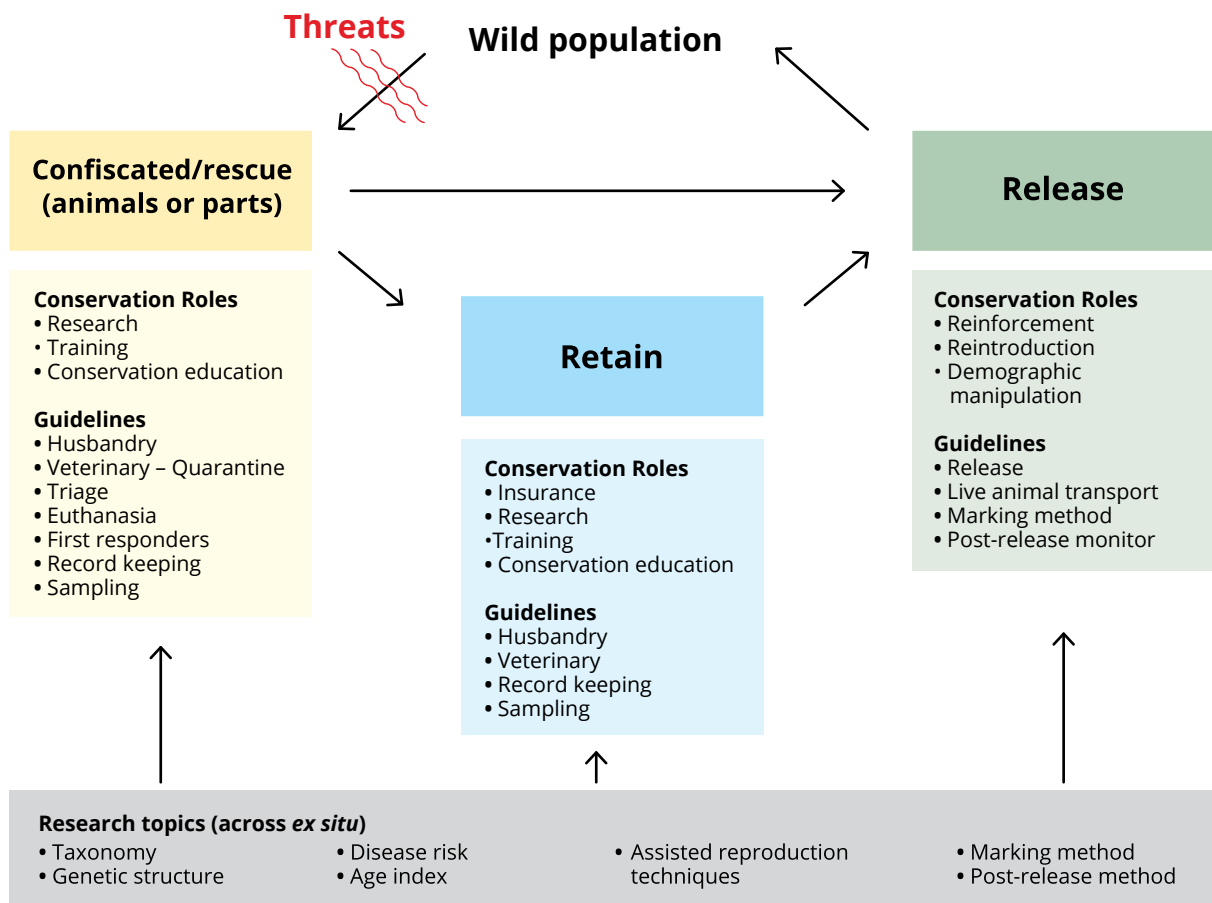 Threats
Wild population
Confiscated/rescue
(animals or parts)
Release
Conservation Roles
• Research
• Training
• Conservation education
Guidelines
• Husbandry
• Veterinary – Quarantine
• Triage
• Euthanasia
• First responders
• Record keeping
• Sampling
Retain
Conservation Roles
• Insurance
• Research
•Training
• Conservation education
Guidelines
• Husbandry
• Veterinary
• Record keeping
• Sampling
Conservation Roles
• Reinforcement
• Reintroduction
• Demographic
manipulation
Guidelines
• Release
• Live animal transport
• Marking method
• Post-release monitor
Research topics (across ex situ)
• Taxonomy
• Genetic structure
• Disease risk
• Age index
• Assisted reproduction
techniques
• Marking method
• Post-release method